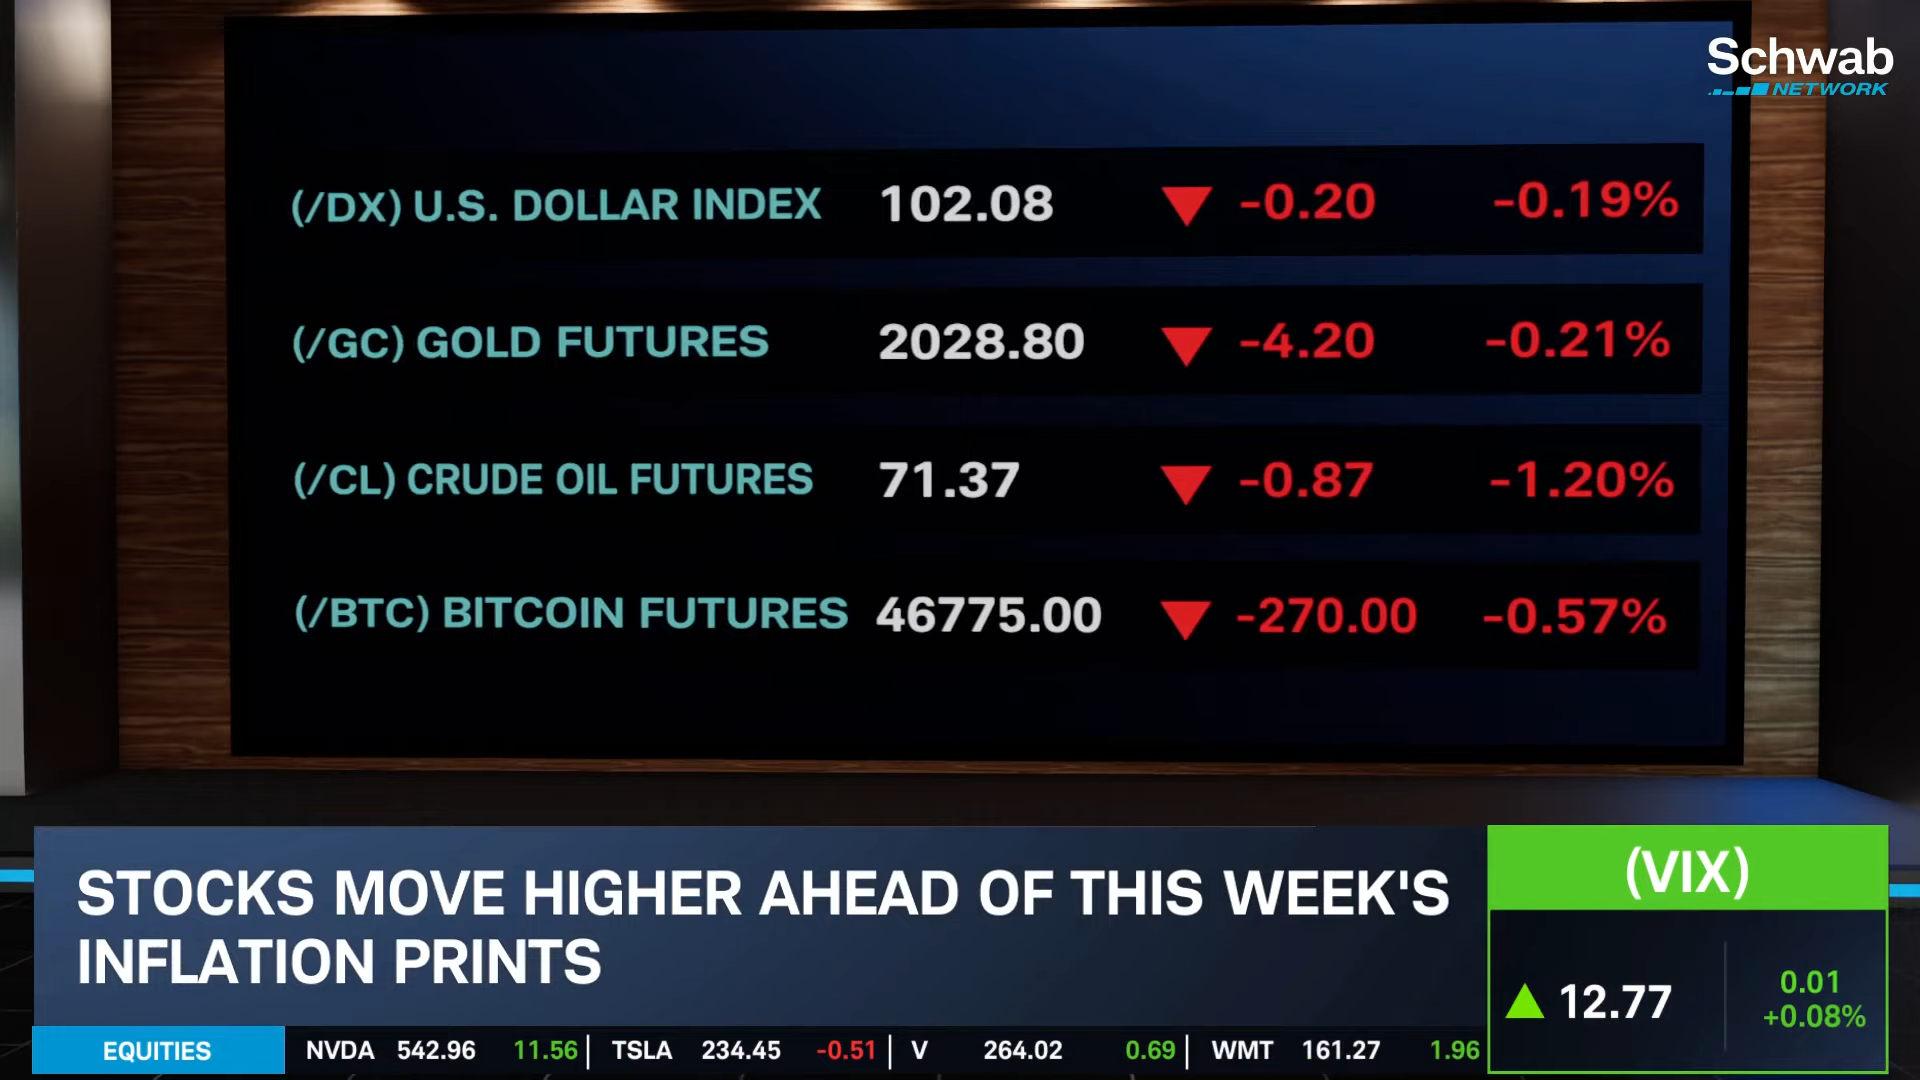 Schwab
NETWORK
(/DX) U.S. DOLLAR INDEX 102.08 -0.20 -0.19%
(/GC) GOLD FUTURES 2028.80 -4.20 -0.21%
(/CL) CRUDE OIL FUTURES 71.37 -0.87 -1.20%
(/BTC) BITCOIN FUTURES 46775.00 -270.00 -0.57%
STOCKS MOVE HIGHER AHEAD OF THIS WEEK'S
INFLATION PRINTS
(VIX)
12.77
0.01
+0.08%
EQUITIES NVDA 542.96 11.56 | TSLA 234.45 -0.51 | V 264.02 0.69 | WMT 161.27 1.96